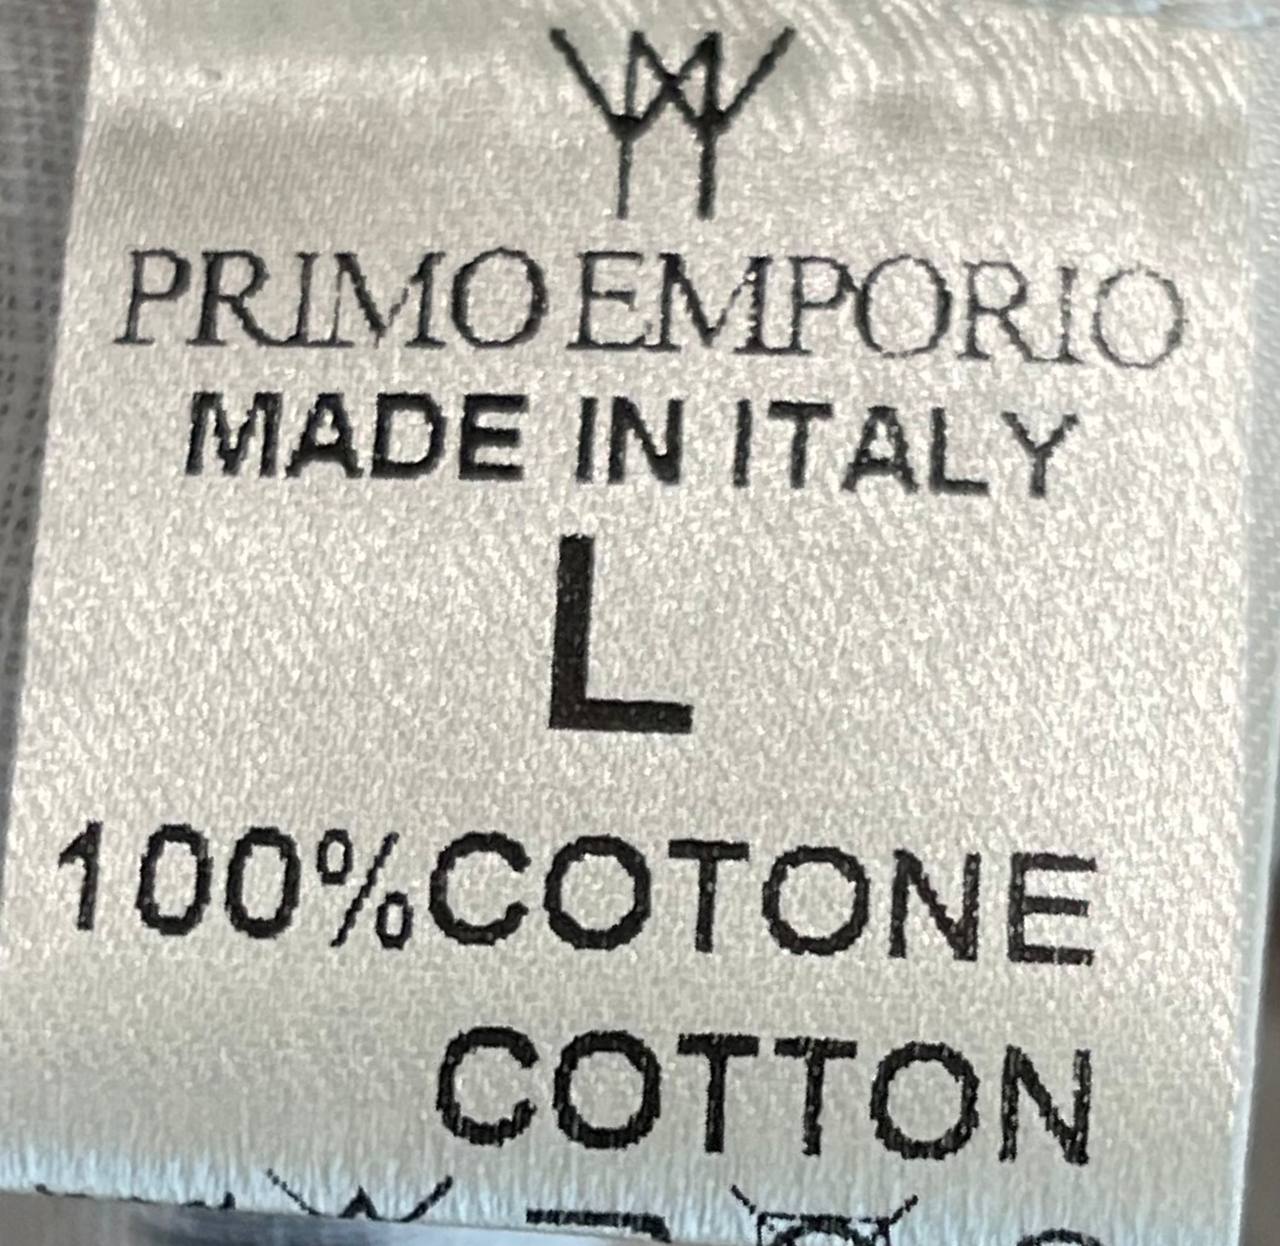 PRIMO EMPORIO
MADE IN ITALY
L
100%COTONE
COTTON